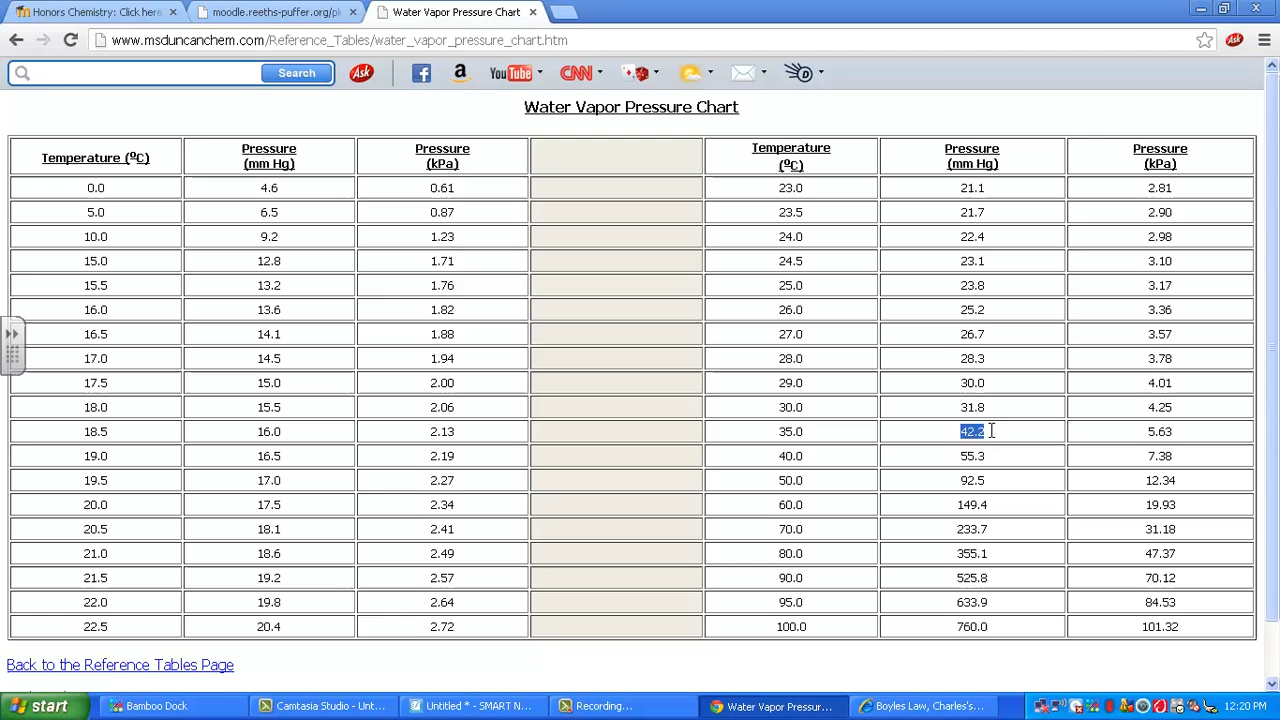 Honors Chemistry: Click here
moodle.reeths-puffer.org/pl
Water Vapor Pressure Chart
www.msduncanchem.com/Reference_Tables/water_vapor_pressure_chart.htm
Ask
Search
Ask
f
a
YouTube
CNN
Water Vapor Pressure Chart
Temperature (ºC) Pressure (mm Hg) Pressure (kPa) Temperature (ºC) Pressure (mm Hg) Pressure (kPa)
0.0 4.6 0.61 23.0 21.1 2.81
5.0 6.5 0.87 23.5 21.7 2.90
10.0 9.2 1.23 24.0 22.4 2.98
15.0 12.8 1.71 24.5 23.1 3.10
15.5 13.2 1.76 25.0 23.8 3.17
16.0 13.6 1.82 26.0 25.2 3.36
16.5 14.1 1.88 27.0 26.7 3.57
17.0 14.5 1.94 28.0 28.3 3.78
17.5 15.0 2.00 29.0 30.0 4.01
18.0 15.5 2.06 30.0 31.8 4.25
18.5 16.0 2.13 35.0 42.2 5.63
19.0 16.5 2.19 40.0 55.3 7.38
19.5 17.0 2.27 50.0 92.5 12.34
20.0 17.5 2.34 60.0 149.4 19.93
20.5 18.1 2.41 70.0 233.7 31.18
21.0 18.6 2.49 80.0 355.1 47.37
21.5 19.2 2.57 90.0 525.8 70.12
22.0 19.8 2.64 95.0 633.9 84.53
22.5 20.4 2.72 100.0 760.0 101.32
Back to the Reference Tables Page
start
Bamboo Dock
Camtasia Studio - Unt...
Untitled * - SMART N...
Recording...
Water Vapor Pressur...
Boyles Law, Charles's...
12:20 PM